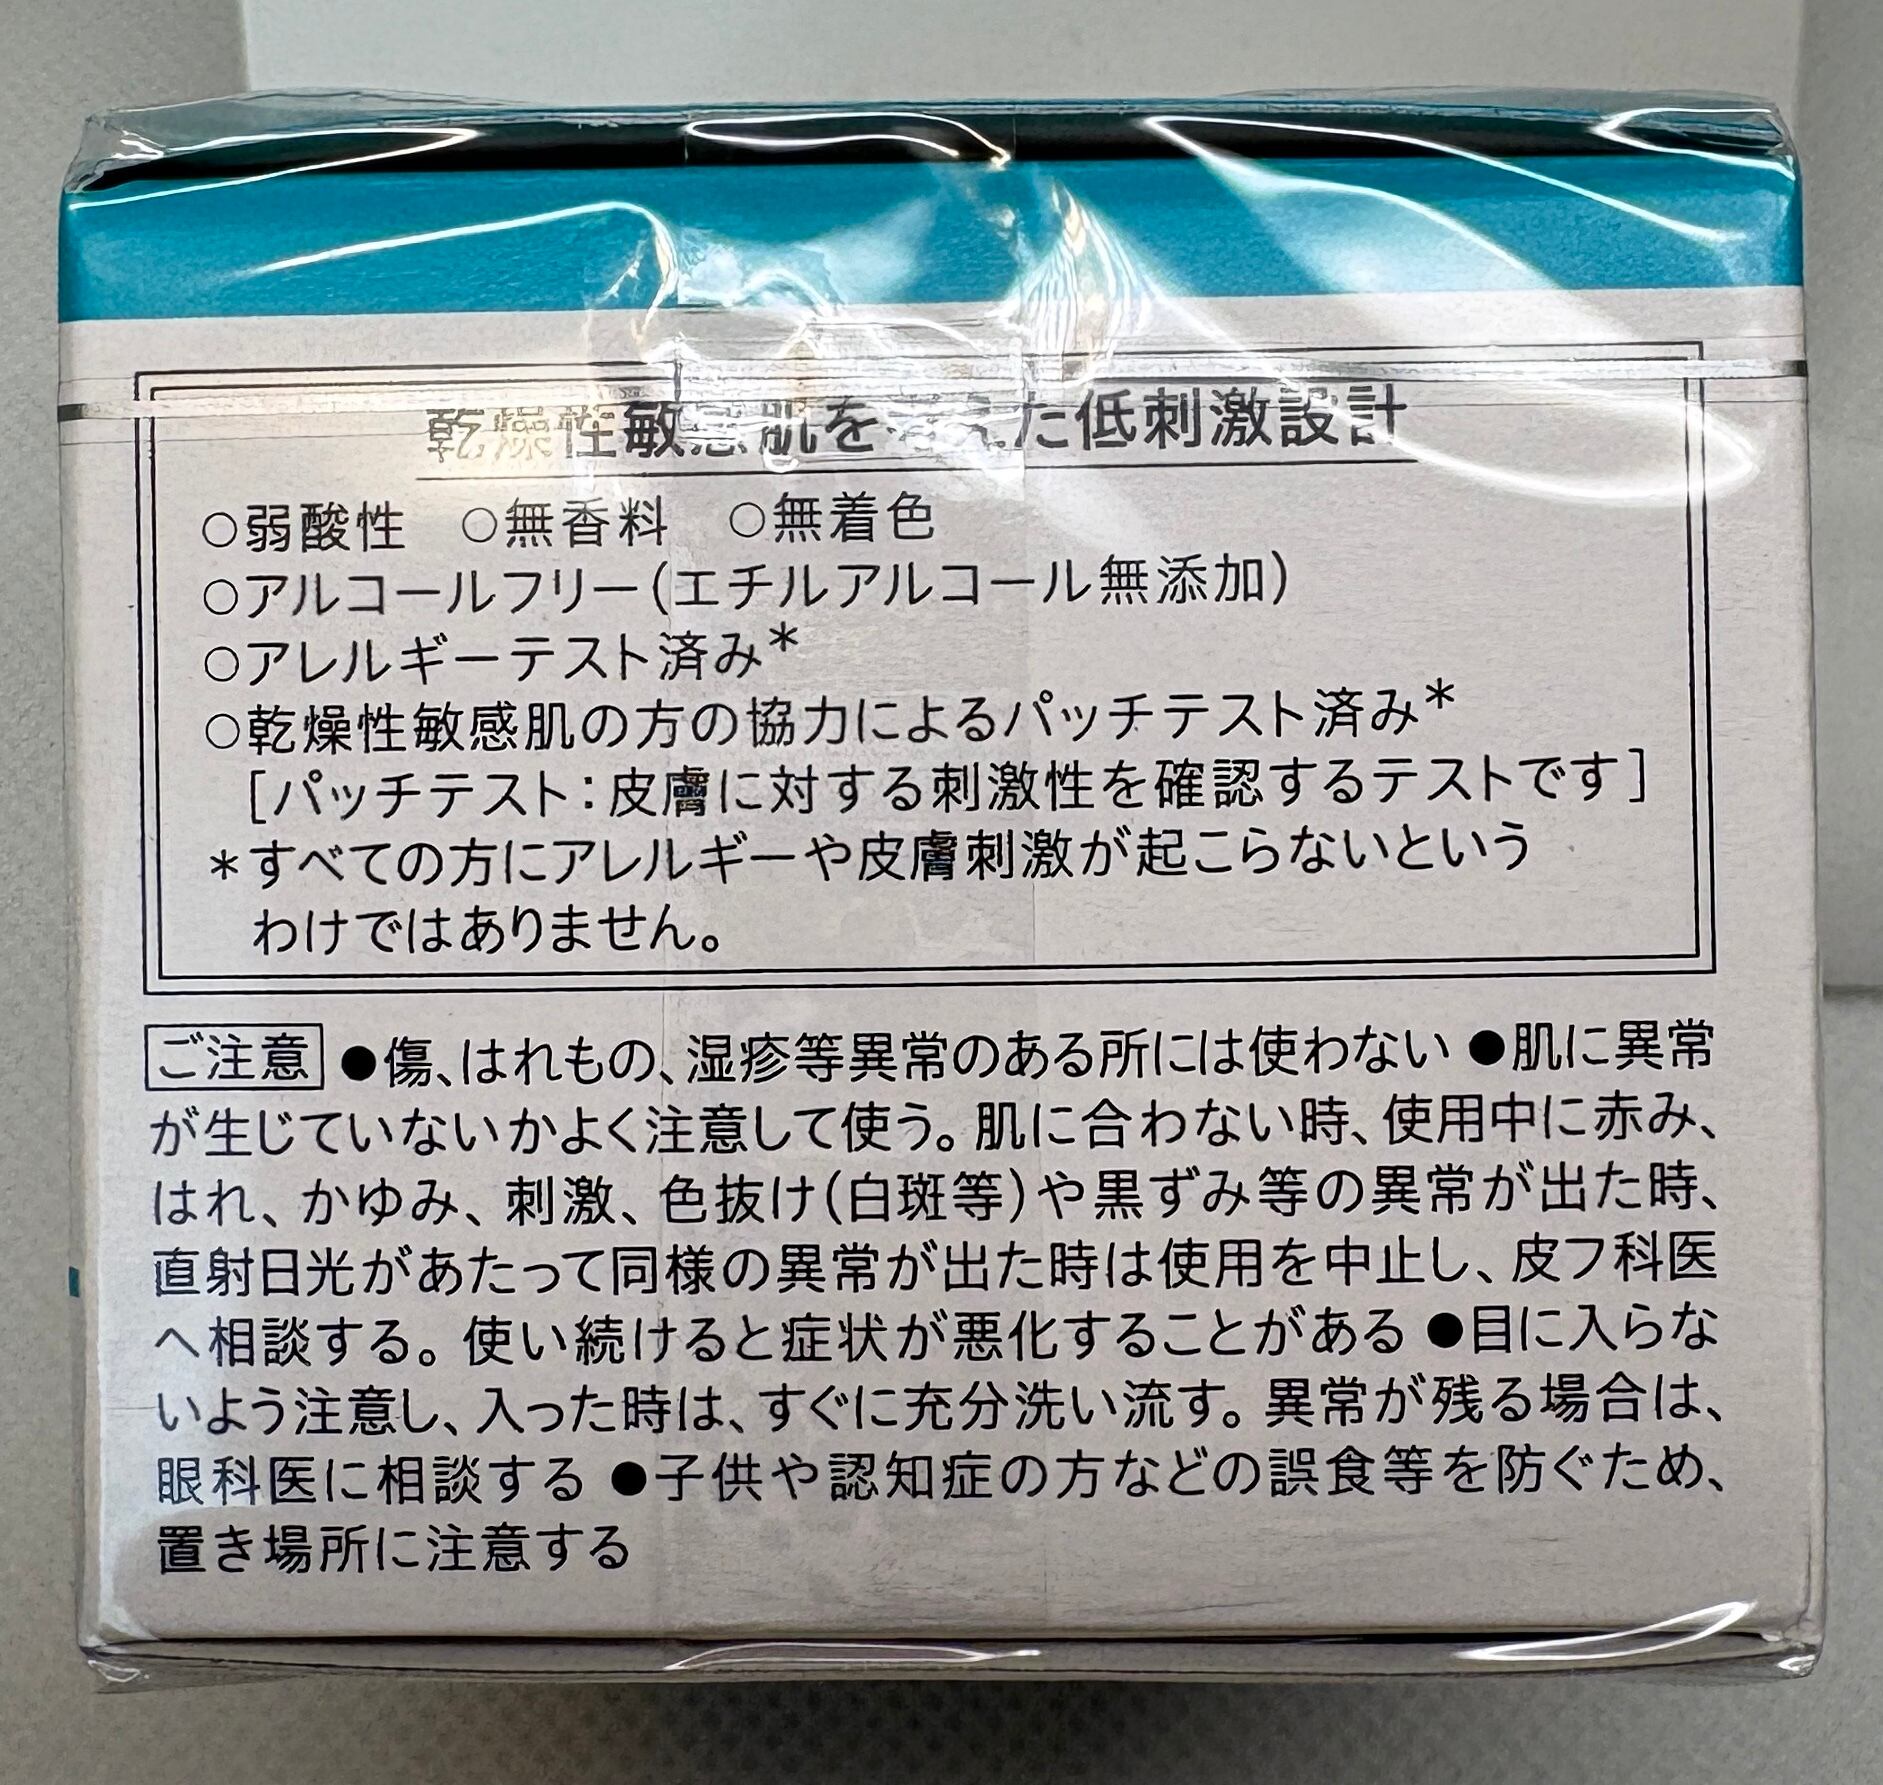 乾燥性敏感肌を考えた低刺激設計
○弱酸性 ○無香料 ○無着色
○アルコールフリー(エチルアルコール無添加)
○アレルギーテスト済み*
○乾燥性敏感肌の方の協力によるパッチテスト済み*
[パッチテスト:皮膚に対する刺激性を確認するテストです]
*すべての方にアレルギーや皮膚刺激が起こらないという
わけではありません。
ご注意 ●傷、はれもの、湿疹等異常のある所には使わない ●肌に異常
が生じていないかよく注意して使う。肌に合わない時、使用中に赤み、
はれ、かゆみ、刺激、色抜け(白斑等)や黒ずみ等の異常が出た時、
直射日光があたって同様の異常が出た時は使用を中止し、皮フ科医
へ相談する。使い続けると症状が悪化することがある ●目に入らな
いよう注意し、入った時は、すぐに充分洗い流す。異常が残る場合は、
眼科医に相談する ●子供や認知症の方などの誤食等を防ぐため、
置き場所に注意する